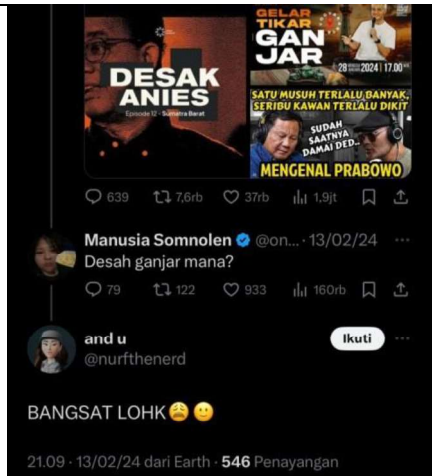 GELAR
TIKAR
GAN
JAR
28 2024 | 17.00
DESAK
ANIES
Episode 12 - Sumatra Barat
SATU MUSUH TERLALU BANYAK,
SERIBU KAWAN TERLALU DIKIT
SUDAH
SAATNYA
DAMAI DED..
MENGENAL PRABOWO
639 7,6rb 37rb 1,9jt
Manusia Somnolen @on... · 13/02/24 ...
Desah ganjar mana?
79 122 933 160rb
and u
Ikuti ...
@nurfthenerd
BANGSAT LOHK😩🙂
21.09 · 13/02/24 dari Earth · 546 Penayangan